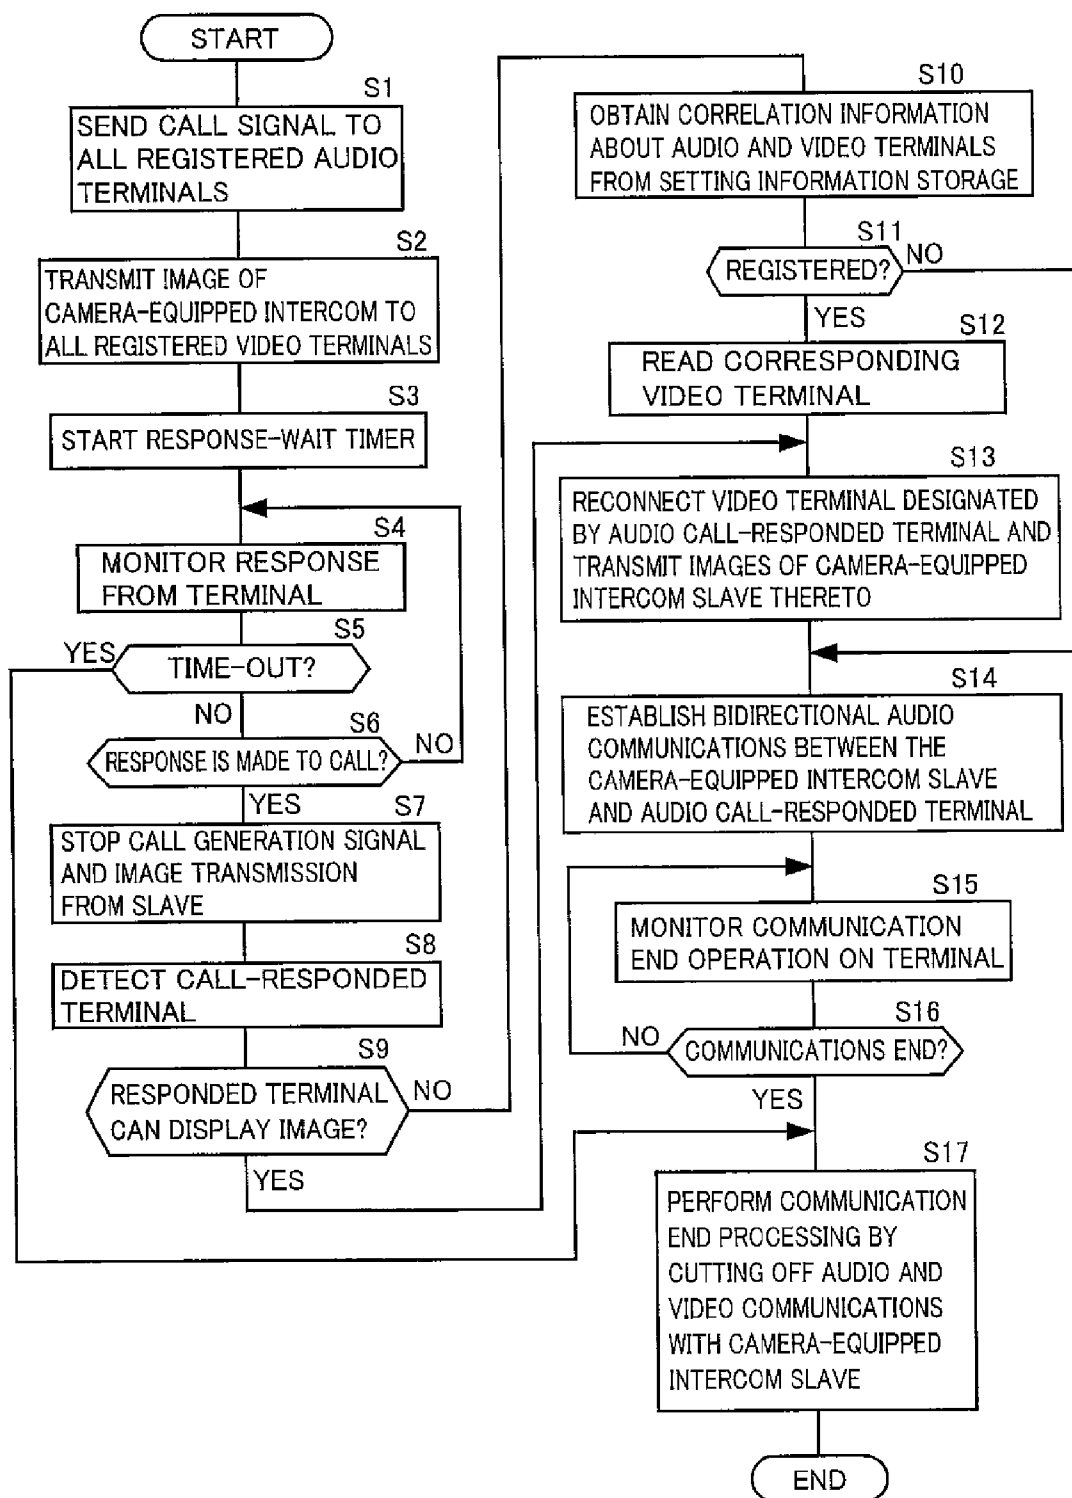 START
S1
SEND CALL SIGNAL TO
ALL REGISTERED AUDIO
TERMINALS
S2
TRANSMIT IMAGE OF
CAMERA-EQUIPPED INTERCOM TO
ALL REGISTERED VIDEO TERMINALS
S3
START RESPONSE-WAIT TIMER
S4
MONITOR RESPONSE
FROM TERMINAL
S5
YES
TIME-OUT?
NO
S6
RESPONSE IS MADE TO CALL?
NO
YES
S7
STOP CALL GENERATION SIGNAL
AND IMAGE TRANSMISSION
FROM SLAVE
S8
DETECT CALL-RESPONDED
TERMINAL
S9
RESPONDED TERMINAL
CAN DISPLAY IMAGE?
NO
YES
S10
OBTAIN CORRELATION INFORMATION
ABOUT AUDIO AND VIDEO TERMINALS
FROM SETTING INFORMATION STORAGE
S11
REGISTERED?
NO
YES
S12
READ CORRESPONDING
VIDEO TERMINAL
S13
RECONNECT VIDEO TERMINAL DESIGNATED
BY AUDIO CALL-RESPONDED TERMINAL AND
TRANSMIT IMAGES OF CAMERA-EQUIPPED
INTERCOM SLAVE THERETO
S14
ESTABLISH BIDIRECTIONAL AUDIO
COMMUNICATIONS BETWEEN THE
CAMERA-EQUIPPED INTERCOM SLAVE
AND AUDIO CALL-RESPONDED TERMINAL
S15
MONITOR COMMUNICATION
END OPERATION ON TERMINAL
S16
NO
COMMUNICATIONS END?
YES
S17
PERFORM COMMUNICATION
END PROCESSING BY
CUTTING OFF AUDIO AND
VIDEO COMMUNICATIONS
WITH CAMERA-EQUIPPED
INTERCOM SLAVE
END